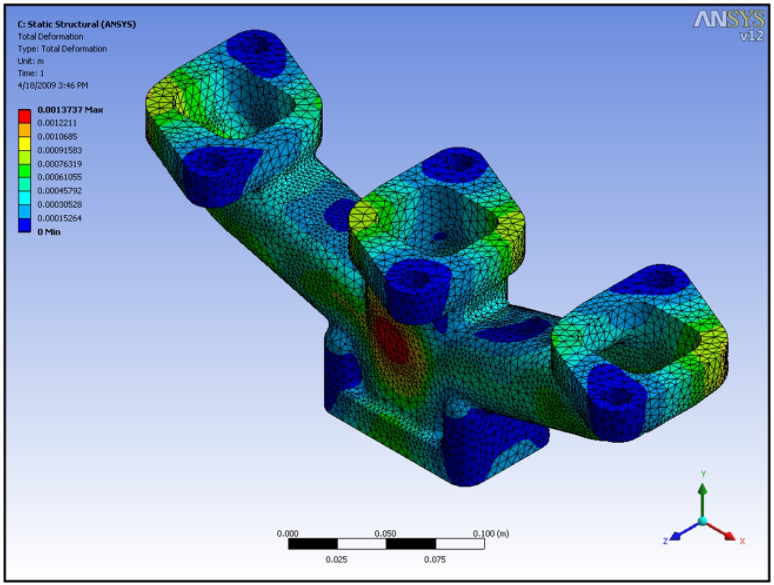 C: Static Structural (ANSYS)
Total Deformation
Type: Total Deformation
Unit: m
Time: 1
4/18/2009 3:46 PM
0.0013737 Max
0.0012211
0.0010685
0.00091583
0.00076319
0.00061055
0.00045792
0.00030528
0.00015264
0 Min
ANSYS
v12
0.000 0.050 0.100 (m)
0.025 0.075
Y
Z X